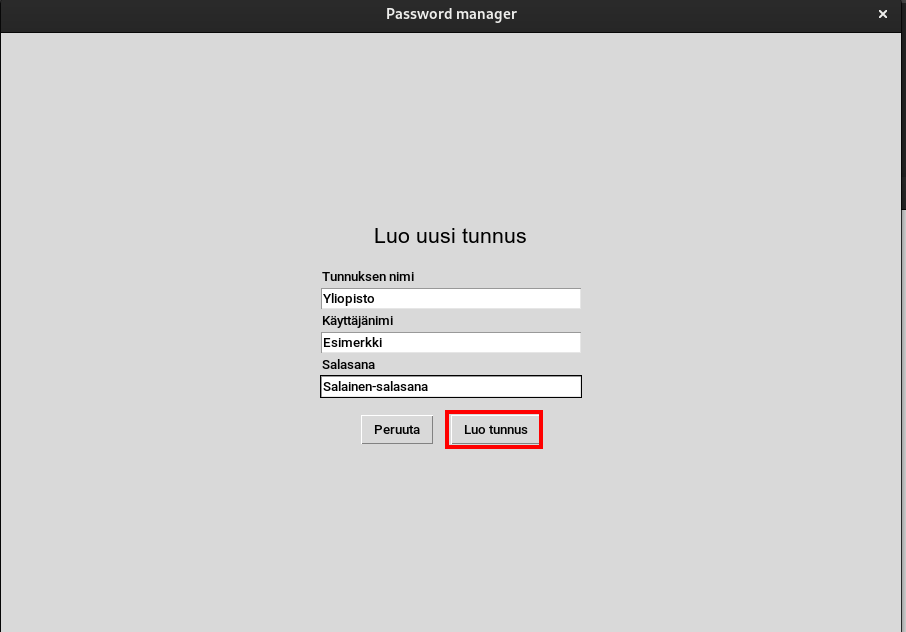 Password manager
Luo uusi tunnus
Tunnuksen nimi
Yliopisto
Käyttäjänimi
Esimerkki
Salasana
Salainen-salasana
Peruuta Luo tunnus